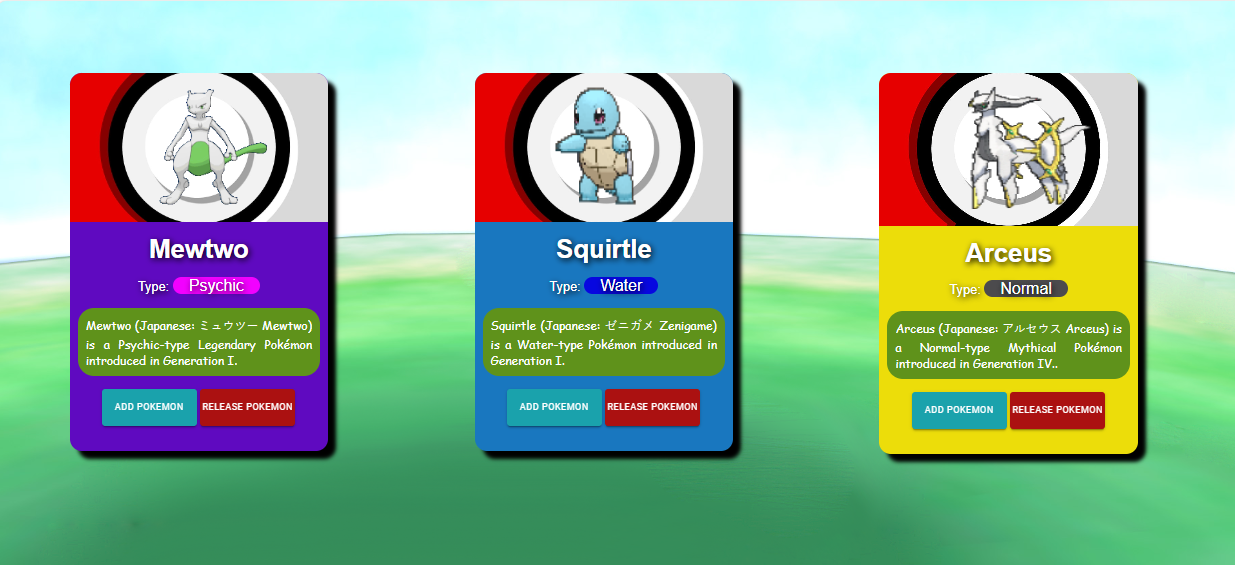 Mewtwo
Type: Psychic
Mewtwo (Japanese: ミュウツー Mewtwo)
is a Psychic-type Legendary Pokémon
introduced in Generation I.
ADD POKEMON RELEASE POKEMON
Squirtle
Type: Water
Squirtle (Japanese: ゼニガメ Zenigame)
is a Water-type Pokémon introduced in
Generation I.
ADD POKEMON RELEASE POKEMON
Arceus
Type: Normal
Arceus (Japanese: アルセウス Arceus) is
a Normal-type Mythical Pokémon
introduced in Generation IV..
ADD POKEMON RELEASE POKEMON